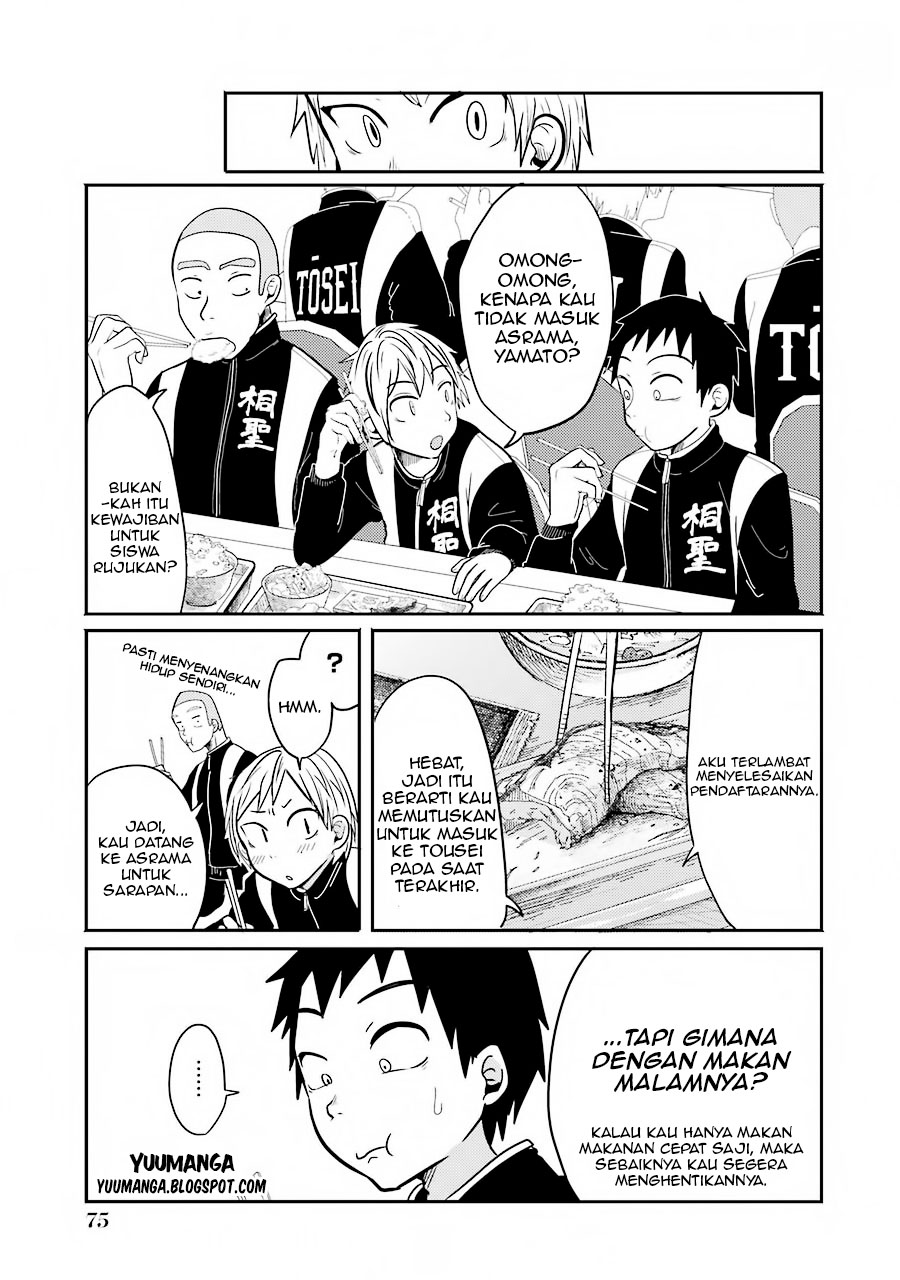 OMONG-
OMONG,
KENAPA KAU
TIDAK MASUK
ASRAMA,
YAMATO?
TŌSEI
TŌ
相聖
相聖
相聖
BUKAN
-KAH ITU
KEWAJIBAN
UNTUK
SISWA
RUJUKAN?
AKU TERLAMBAT
MENYELESAIKAN
PENDAFTARANNYA.
HEBAT,
JADI ITU
BERARTI KAU
MEMUTUSKAN
UNTUK MASUK
KE TOUSEI
PADA SAAT
TERAKHIR.
?
HMM.
PASTI MENYENANGKAN
HIDUP SENDIRI...
JADI,
KAU DATANG
KE ASRAMA
UNTUK
SARAPAN...
...TAPI GIMANA
DENGAN MAKAN
MALAMNYA?
KALAU KAU HANYA MAKAN
MAKANAN CEPAT SAJI, MAKA
SEBAIKNYA KAU SEGERA
MENGHENTIKANNYA.
......
YUUMANGA
YUUMANGA.BLOGSPOT.COM
75